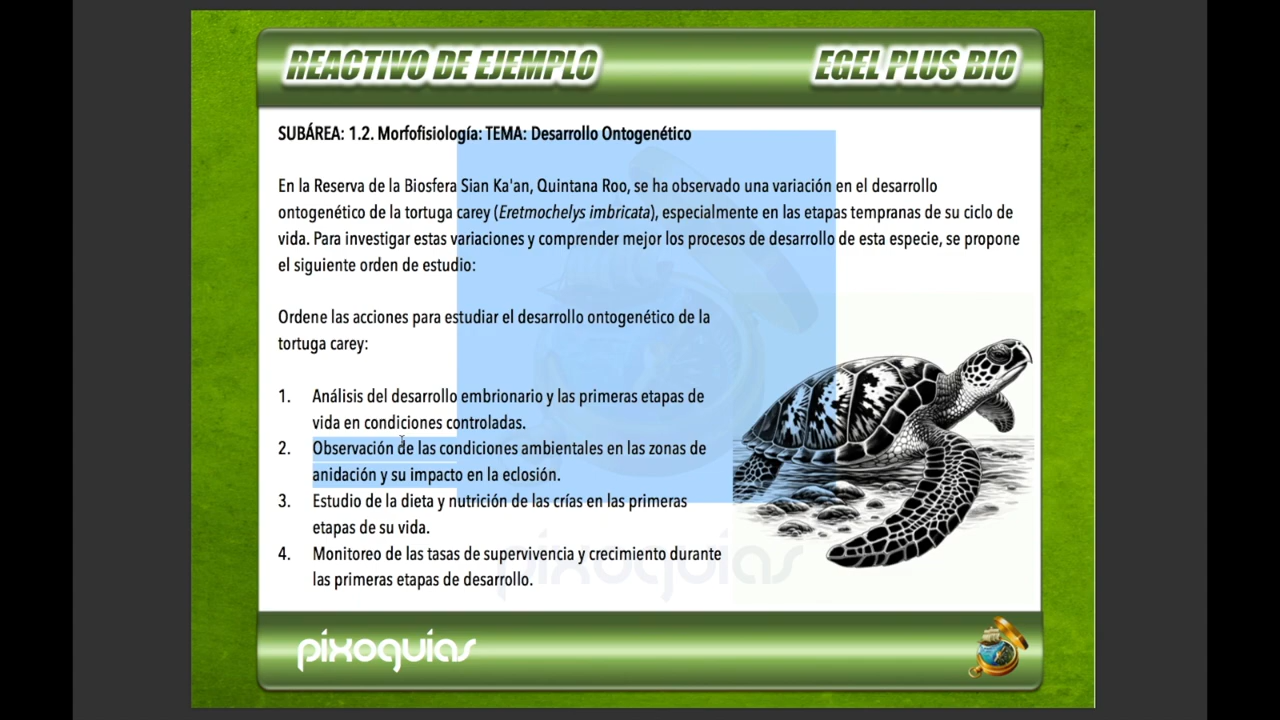 REACTIVO DE EJEMPLO
EGEL PLUS BIO
SUBÁREA: 1.2. Morfofisiología: TEMA: Desarrollo Ontogenético
En la Reserva de la Biosfera Sian Ka'an, Quintana Roo, se ha observado una variación en el desarrollo
ontogenético de la tortuga carey (Eretmochelys imbricata), especialmente en las etapas tempranas de su ciclo de
vida. Para investigar estas variaciones y comprender mejor los procesos de desarrollo de esta especie, se propone
el siguiente orden de estudio:
Ordene las acciones para estudiar el desarrollo ontogenético de la
tortuga carey:
1. Análisis del desarrollo embrionario y las primeras etapas de
vida en condiciones controladas.
2. Observación de las condiciones ambientales en las zonas de
anidación y su impacto en la eclosión.
3. Estudio de la dieta y nutrición de las crías en las primeras
etapas de su vida.
4. Monitoreo de las tasas de supervivencia y crecimiento durante
las primeras etapas de desarrollo.
pixoguías
pixoguías